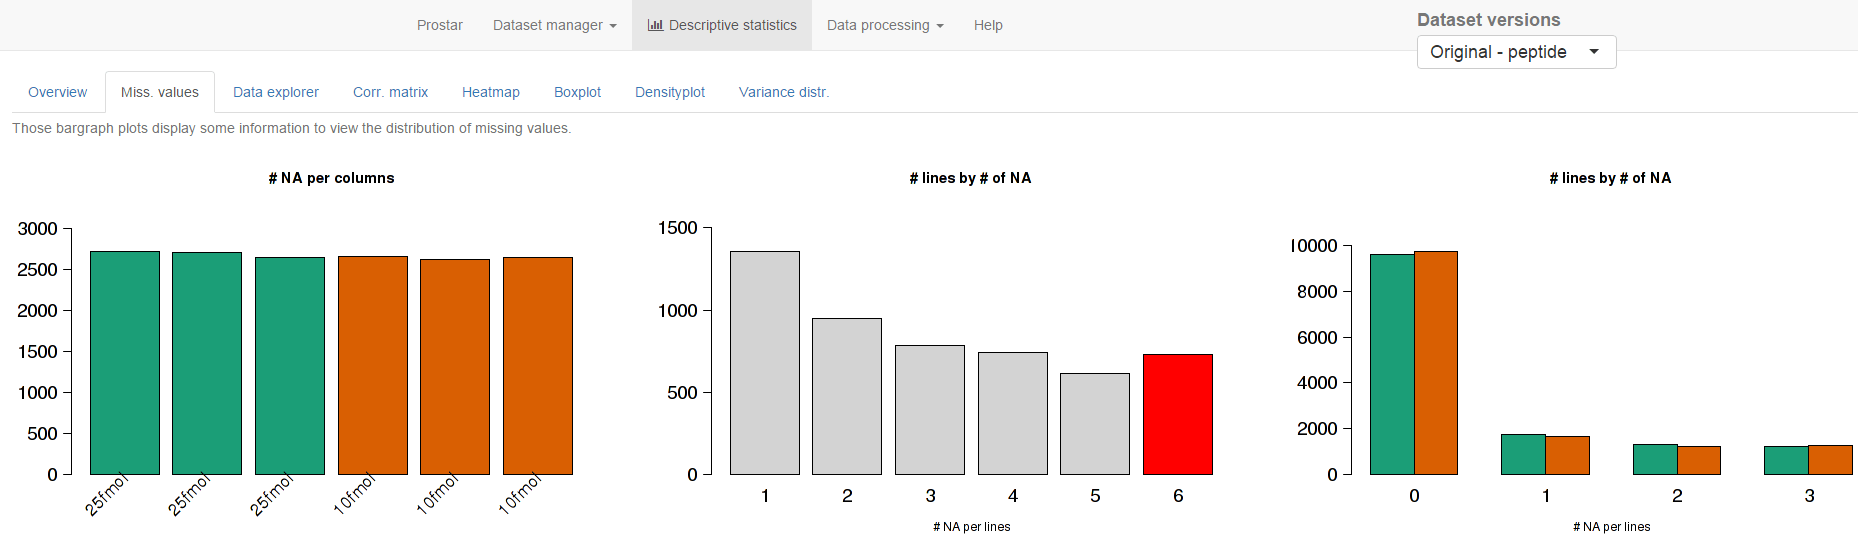 Prostar Dataset manager Descriptive statistics Data processing Help
Dataset versions
Original - peptide
Overview Miss. values Data explorer Corr. matrix Heatmap Boxplot Densityplot Variance distr.
Those bargraph plots display some information to view the distribution of missing values.
# NA per columns
3000
2500
2000
1500
1000
500
0
25fmol 25fmol 25fmol 10fmol 10fmol 10fmol
# lines by # of NA
1500
1000
500
0
1 2 3 4 5 6
# NA per lines
# lines by # of NA
10000
8000
6000
4000
2000
0
0 1 2 3
# NA per lines